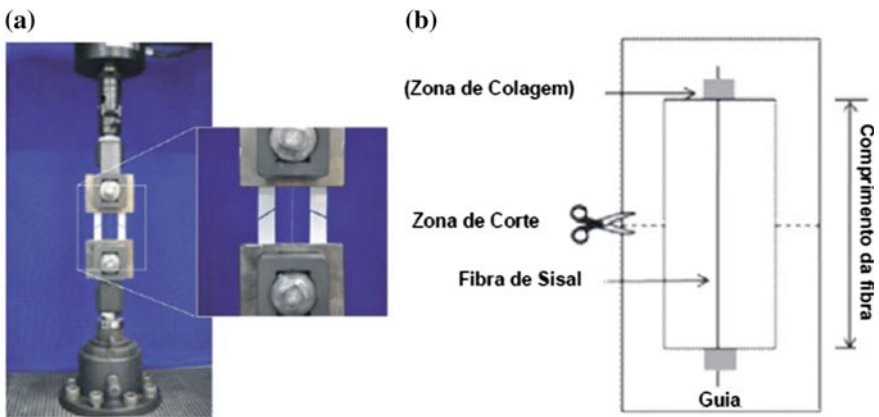 (a)
(b)
(Zona de Colagem)
Zona de Corte
Fibra de Sisal
Comprimento da fibra
Guia